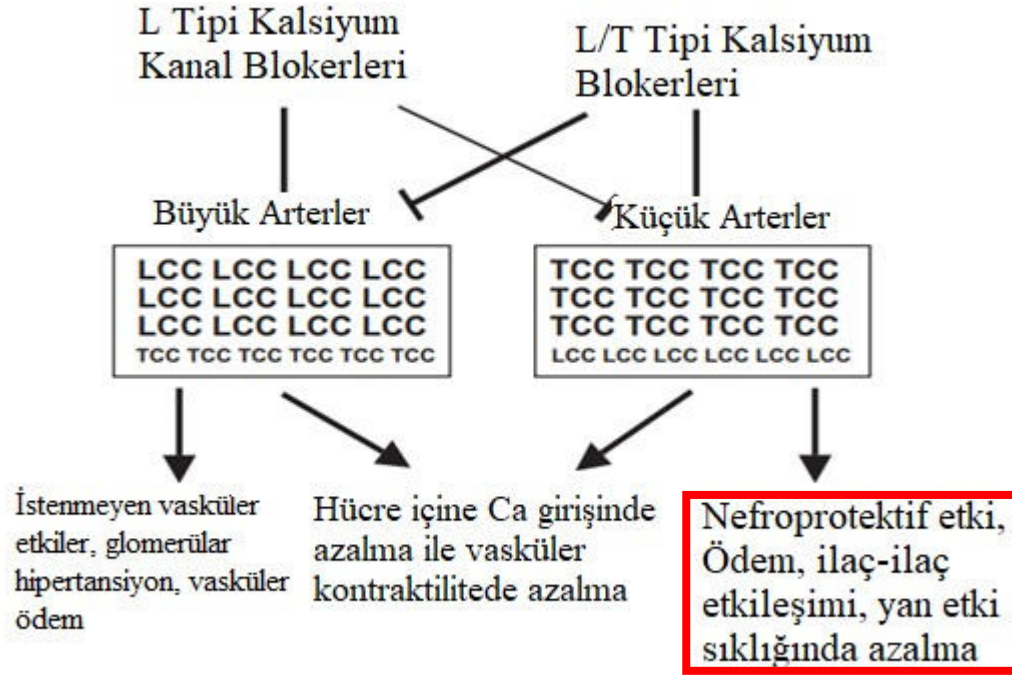 L Tipi Kalsiyum
Kanal Blokerleri
L/T Tipi Kalsiyum
Blokerleri
Büyük Arterler
Küçük Arterler
LCC LCC LCC LCC
LCC LCC LCC LCC
LCC LCC LCC LCC
TCC TCC TCC TCC TCC TCC
TCC TCC TCC TCC
TCC TCC TCC TCC
TCC TCC TCC TCC
LCC LCC LCC LCC LCC LCC
İstenmeyen vasküler
etkiler, glomerülar
hipertansiyon, vasküler
ödem
Hücre içine Ca girişinde
azalma ile vasküler
kontraktilitede azalma
Nefroprotektif etki,
Ödem, ilaç-ilaç
etkileşimi, yan etki
sıklığında azalma